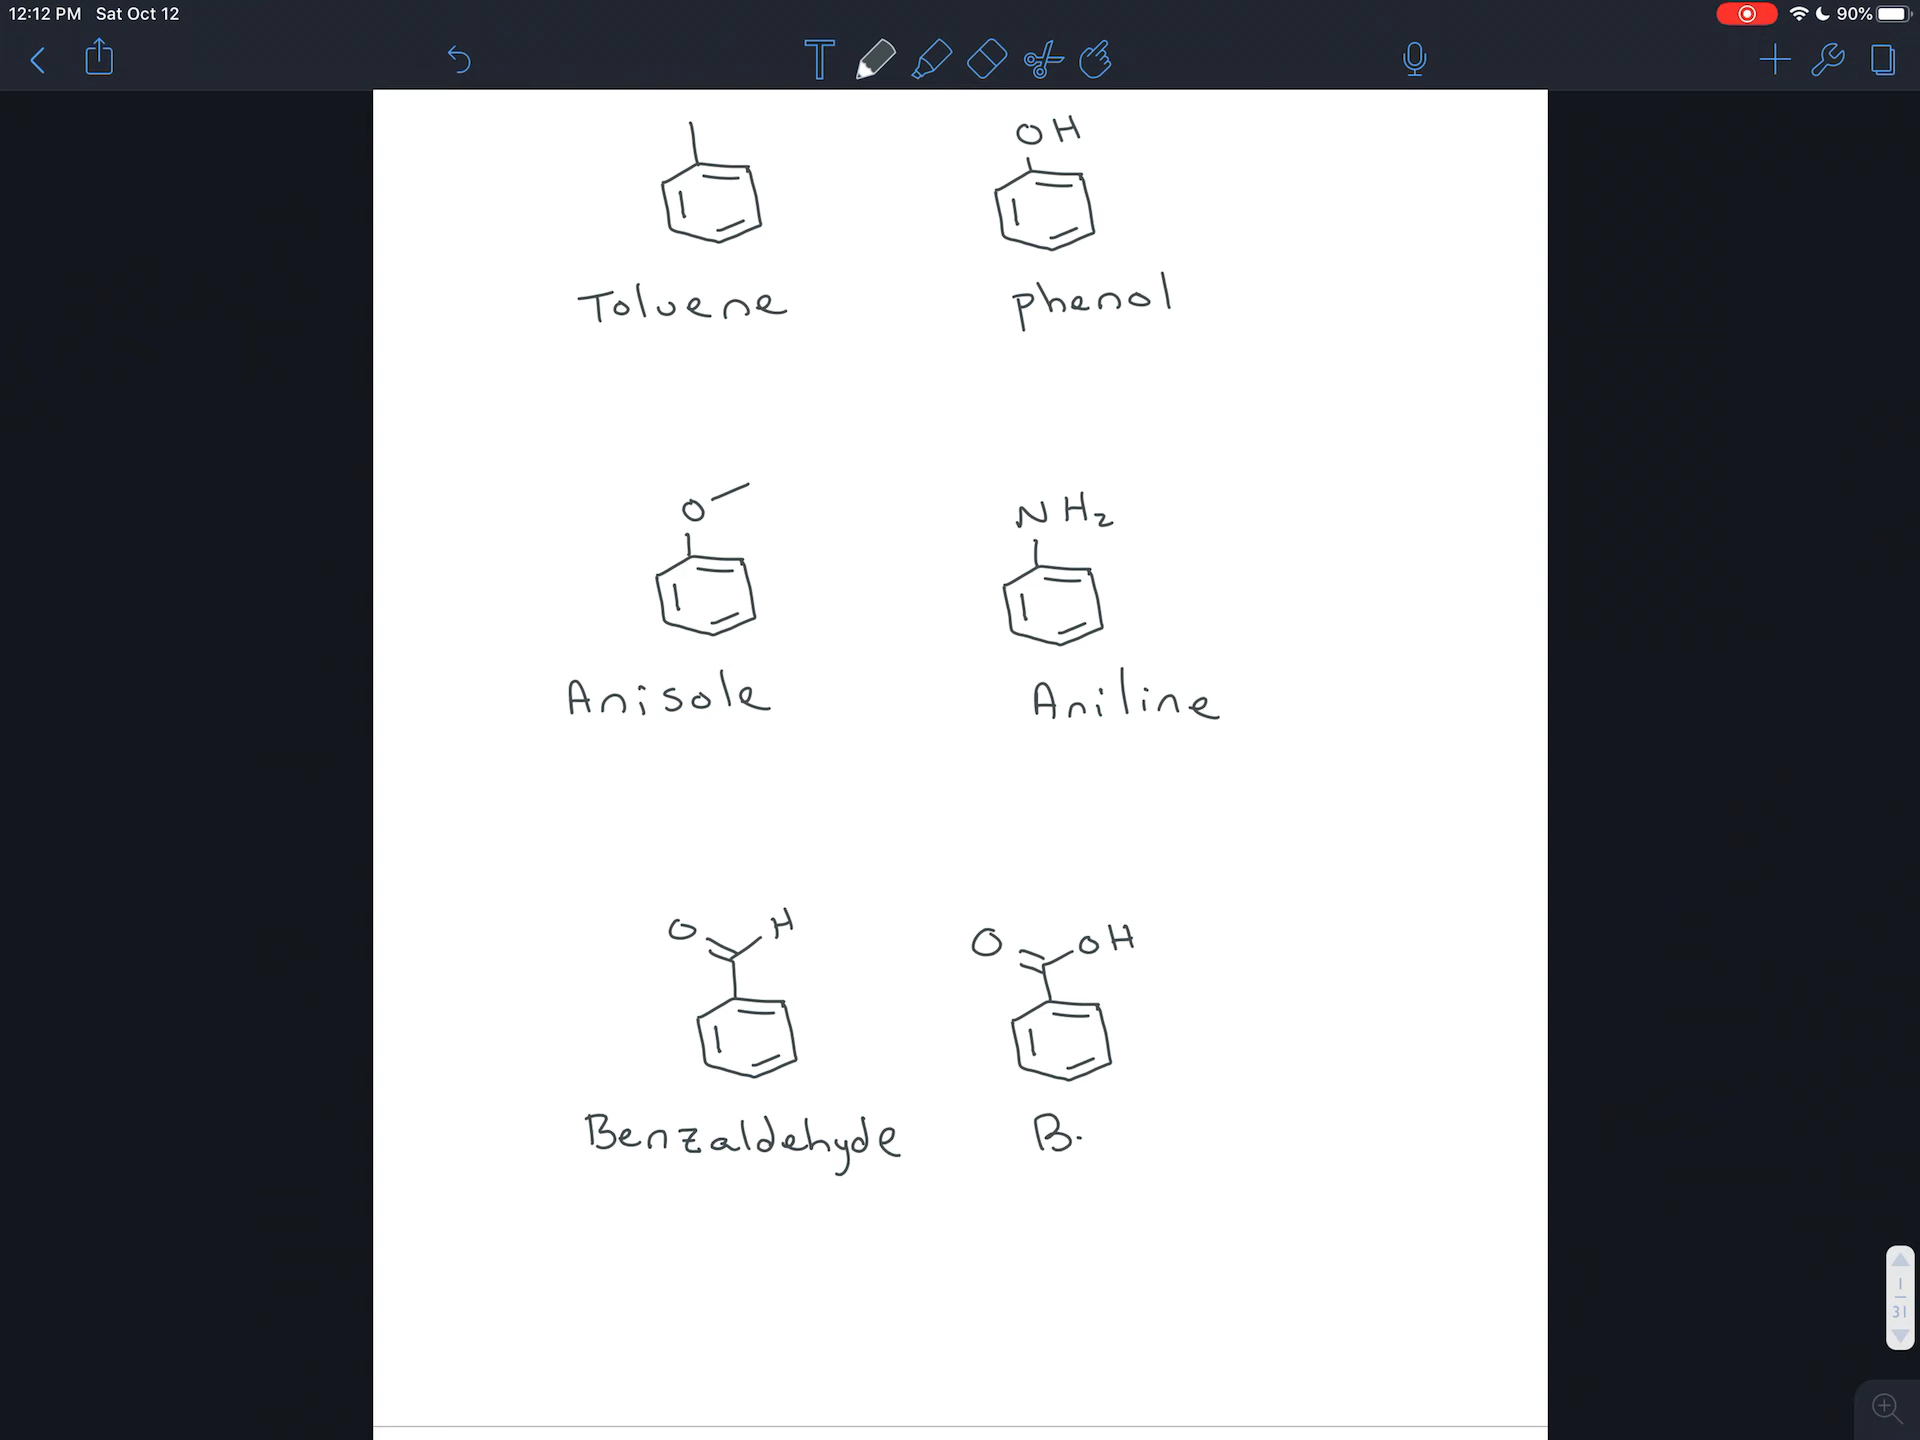 12:12 PM Sat Oct 12
90%
T
OH
Toluene
phenol
O
NH2
Anisole
Aniline
O H
O OH
Benzaldehyde
B.
1
31